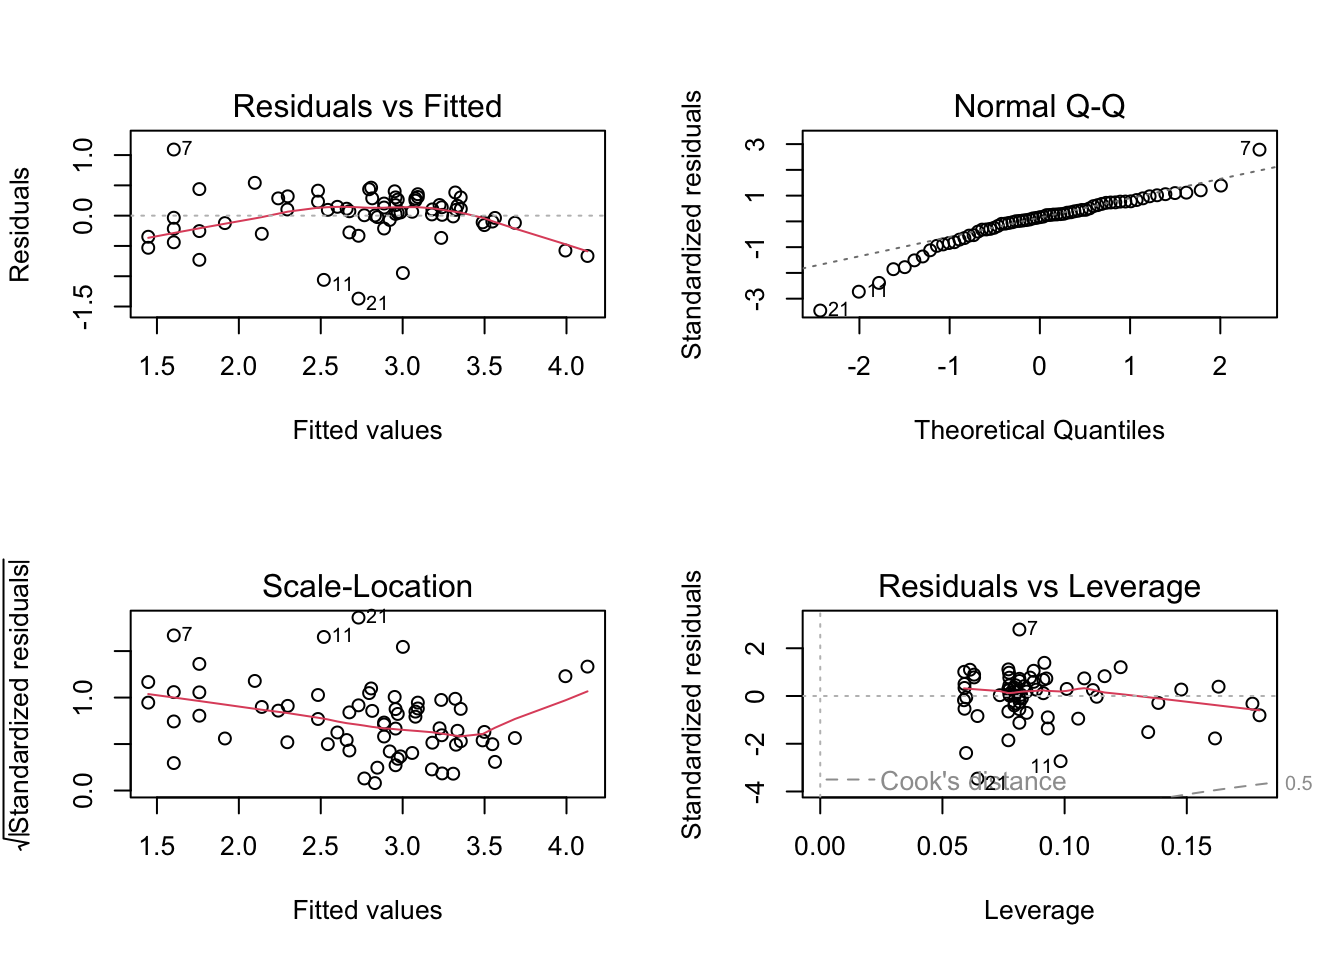 Residuals vs Fitted
Residuals
1.0
0.0
-1.5
7
11
21
1.5 2.0 2.5 3.0 3.5 4.0
Fitted values
Normal Q-Q
Standardized residuals
3
1
-1
-3
7
11
21
-2 -1 0 1 2
Theoretical Quantiles
Scale-Location
√|Standardized residuals|
1.0
0.0
21
7
11
1.5 2.0 2.5 3.0 3.5 4.0
Fitted values
Residuals vs Leverage
Standardized residuals
2
0
-2
-4
7
11
21
Cook's distance
0.5
0.00 0.05 0.10 0.15
Leverage